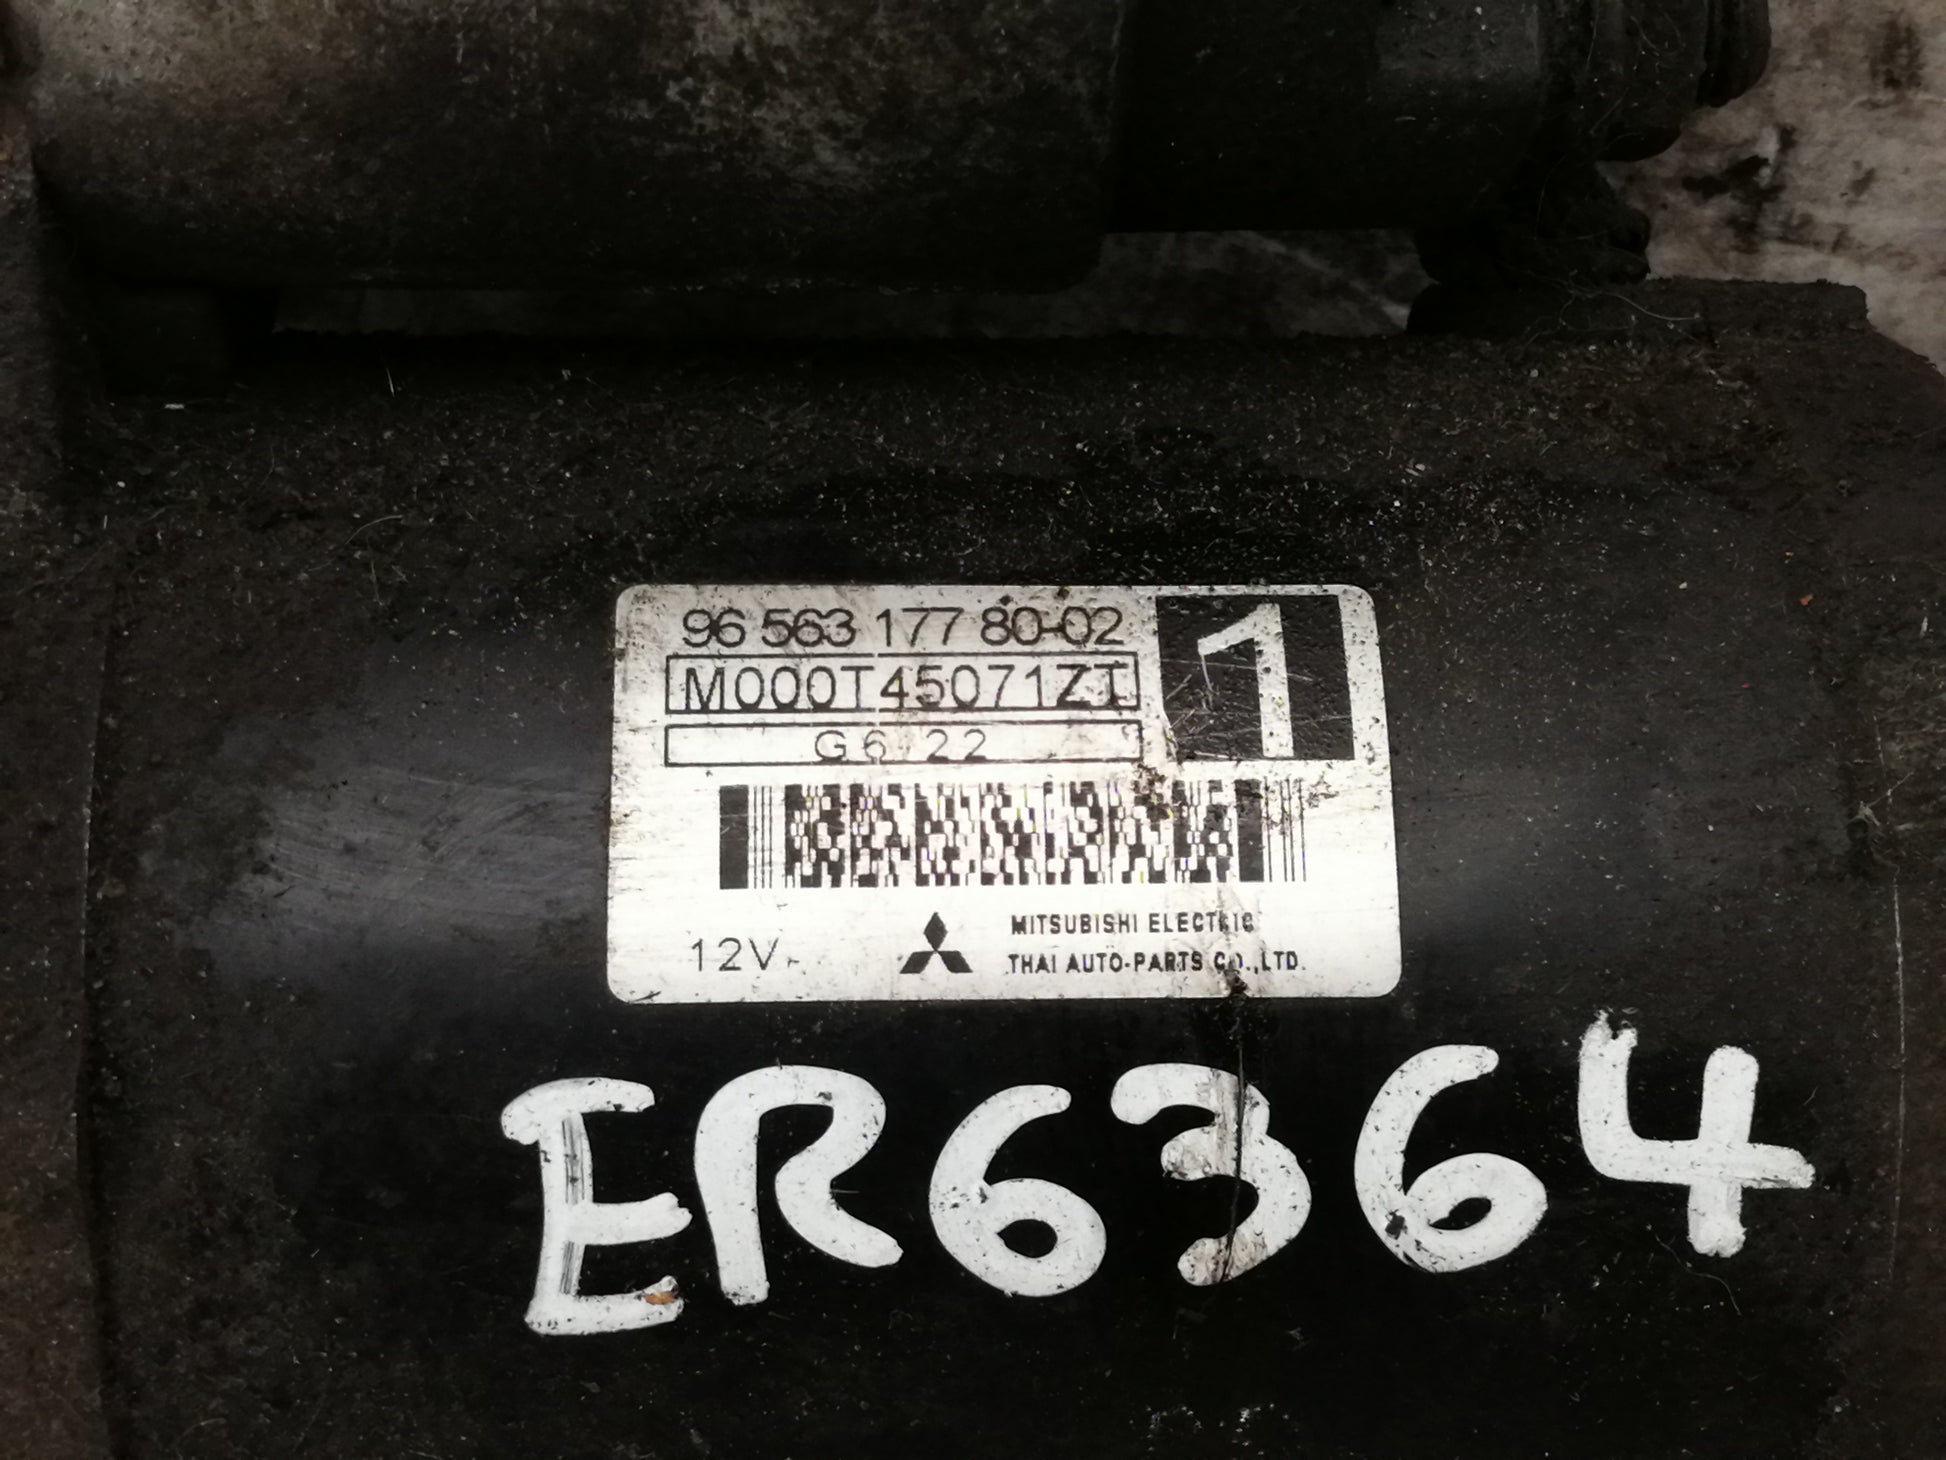 96 563 177 80-02
1
M000T45071ZT
G6 22
12V
MITSUBISHI ELECTRIC
THAI AUTO-PARTS CO.,LTD.
ER6364